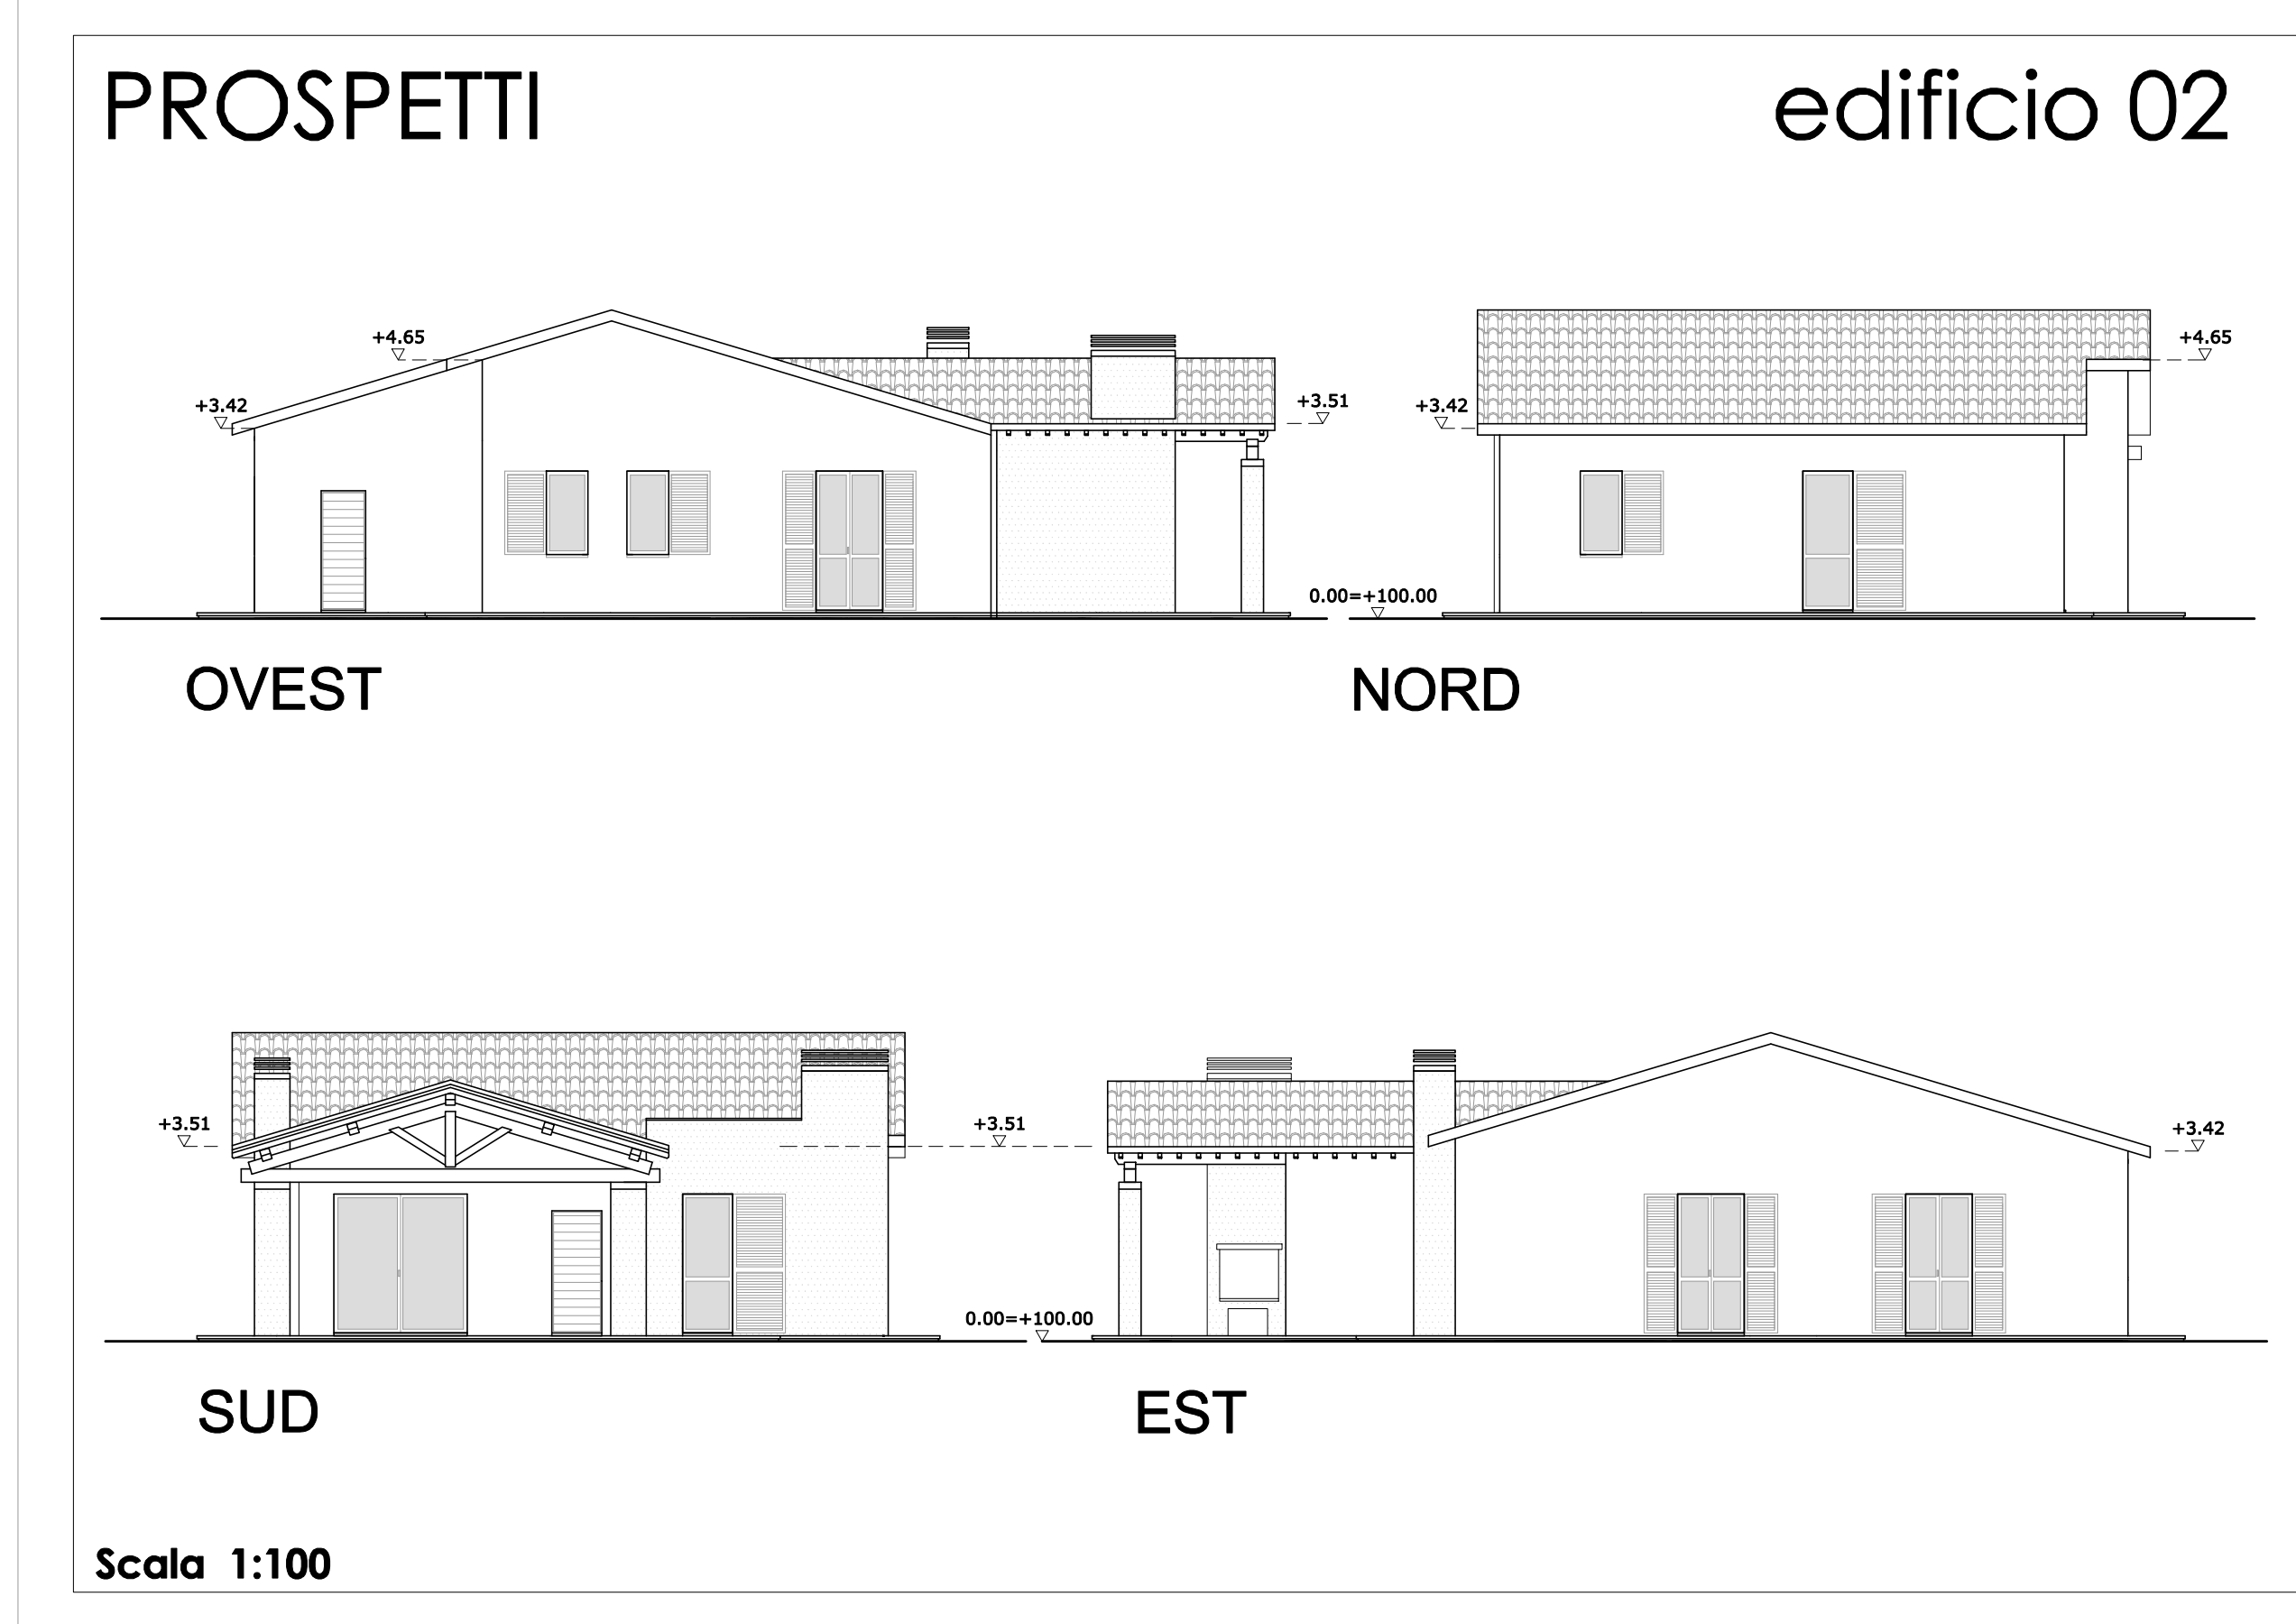 PROSPETTI
edificio 02
+4.65
+3.42
+3.51
+4.65
+3.42
0.00=+100.00
OVEST
NORD
+3.51
+3.51
+3.42
0.00=+100.00
SUD
EST
Scala 1:100